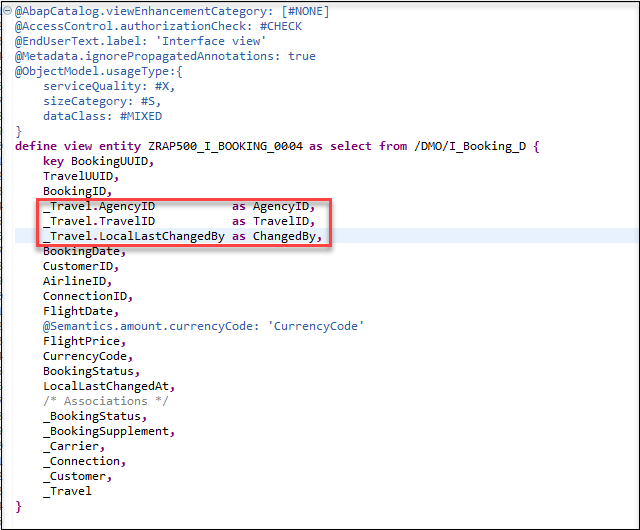 @AbapCatalog.viewEnhancementCategory: [#NONE]
@AccessControl.authorizationCheck: #CHECK
@EndUserText.label: 'Interface view'
@Metadata.ignorePropagatedAnnotations: true
@ObjectModel.usageType:{
    serviceQuality: #X,
    sizeCategory: #S,
    dataClass: #MIXED
}
define view entity ZRAP500_I_BOOKING_0004 as select from /DMO/I_Booking_D {
    key BookingUUID,
    TravelUUID,
    BookingID,
    _Travel.AgencyID           as AgencyID,
    _Travel.TravelID           as TravelID,
    _Travel.LocalLastChangedBy as ChangedBy,
    BookingDate,
    CustomerID,
    AirlineID,
    ConnectionID,
    FlightDate,
    @Semantics.amount.currencyCode: 'CurrencyCode'
    FlightPrice,
    CurrencyCode,
    BookingStatus,
    LocalLastChangedAt,
    /* Associations */
    _BookingStatus,
    _BookingSupplement,
    _Carrier,
    _Connection,
    _Customer,
    _Travel
}